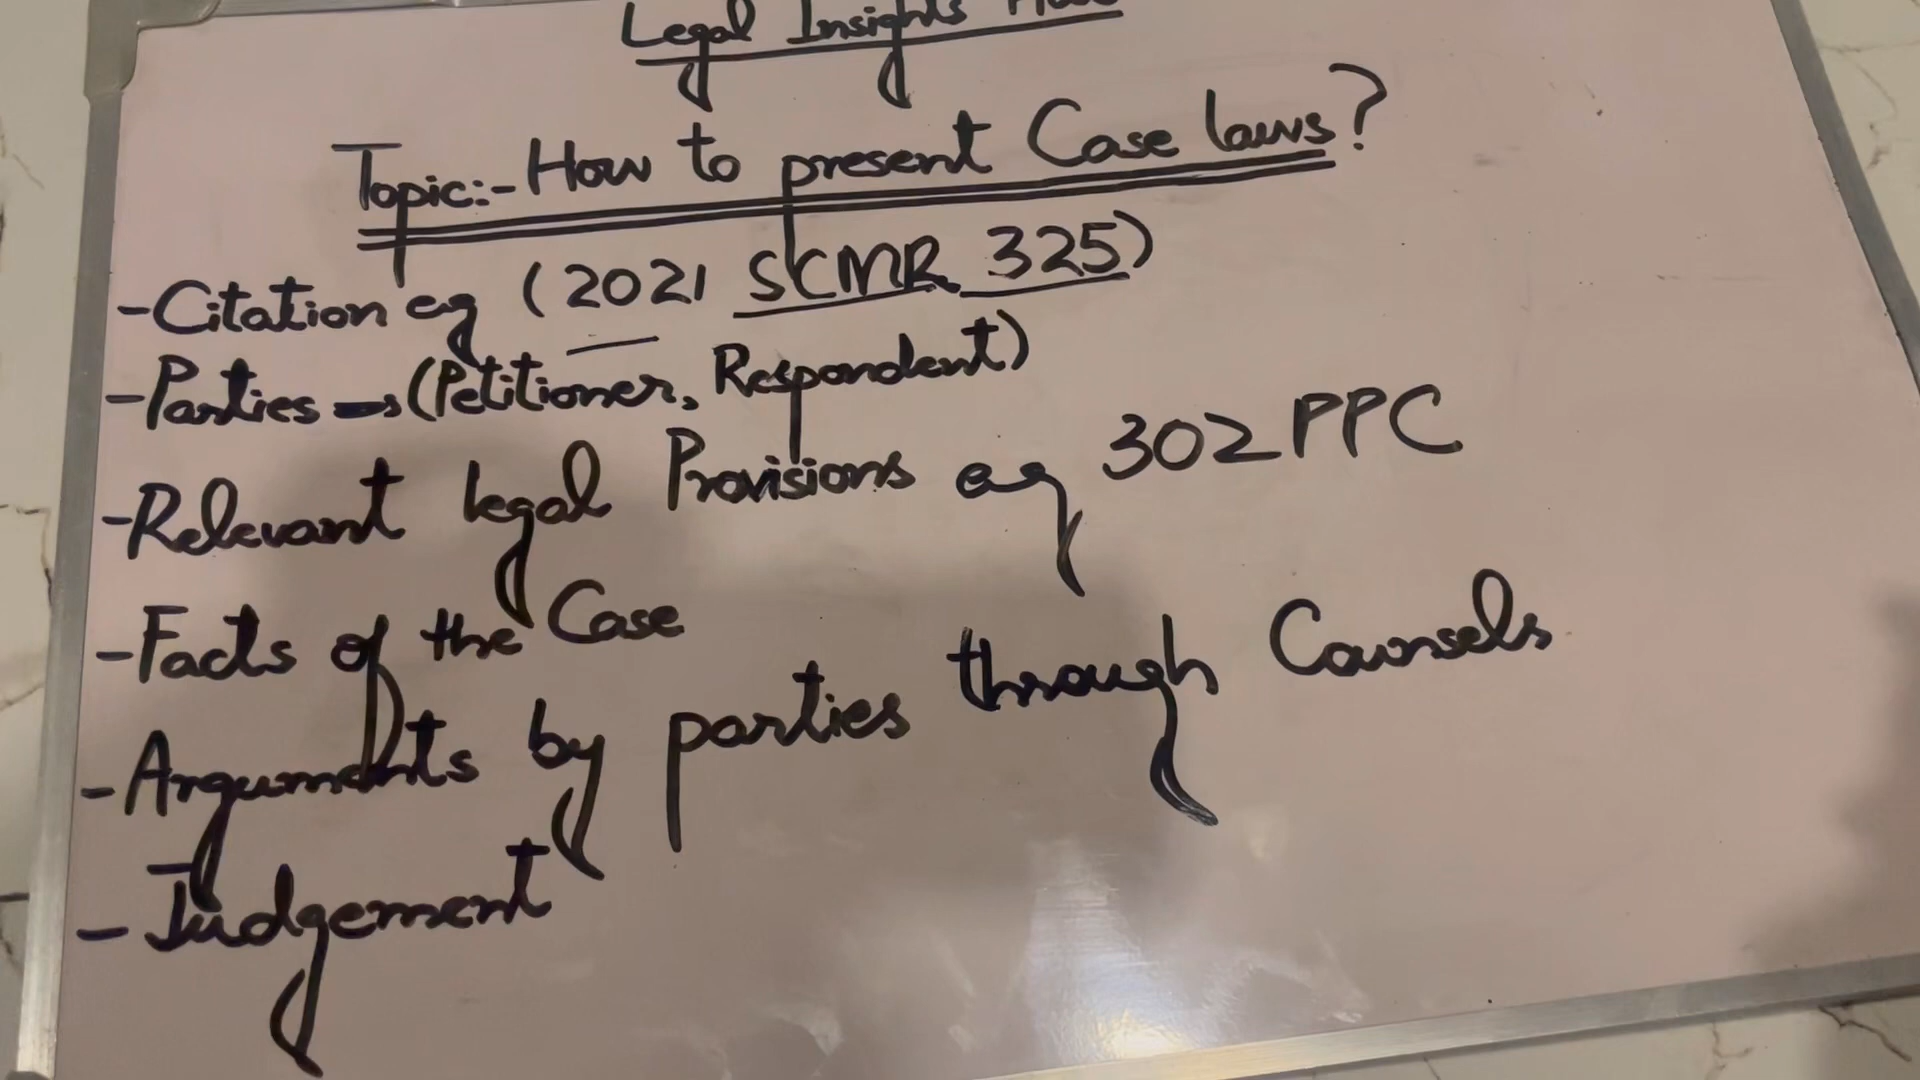 Legal Insights
Topic:- How to present Case laws?
- Citation eg (2021 SCMR 325)
- Parties → (Petitioner, Respondent)
- Relevant legal Provisions eg 302 PPC
- Facts of the Case
- Arguments by parties through Counsels
- Judgement